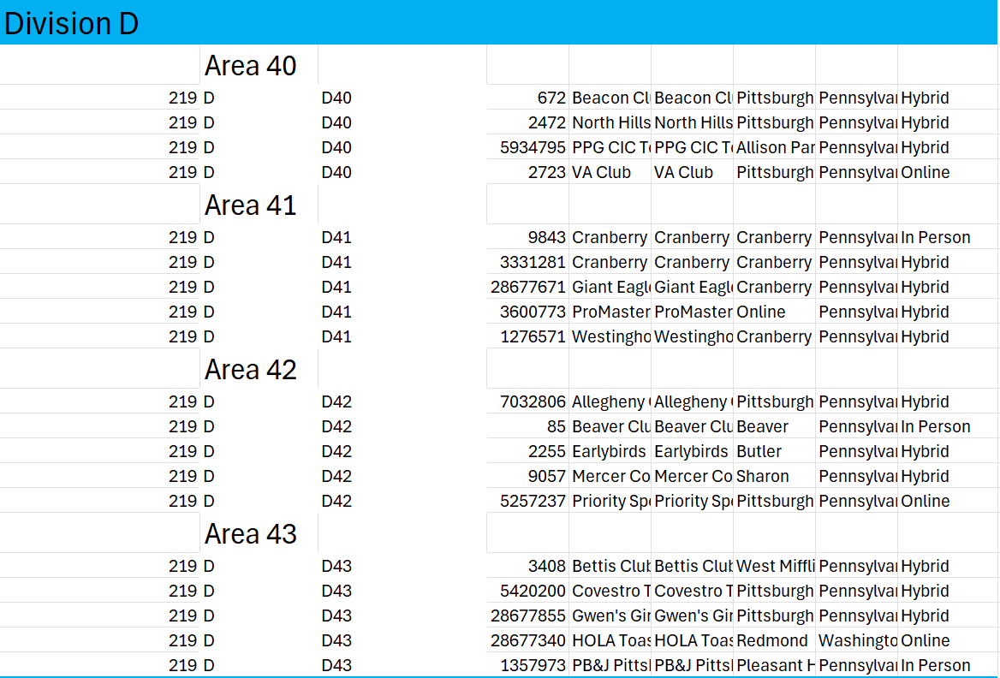 Division D
Area 40
219 D D40 672 Beacon Cl Beacon Cl Pittsburgh Pennsylva Hybrid
219 D D40 2472 North Hills North Hills Pittsburgh Pennsylva Hybrid
219 D D40 5934795 PPG CIC T PPG CIC T Allison Par Pennsylva Hybrid
219 D D40 2723 VA Club VA Club Pittsburgh Pennsylva Online
Area 41
219 D D41 9843 Cranberry Cranberry Cranberry Pennsylva In Person
219 D D41 3331281 Cranberry Cranberry Cranberry Pennsylva Hybrid
219 D D41 28677671 Giant Eagl Giant Eagl Cranberry Pennsylva Hybrid
219 D D41 3600773 ProMaster ProMaster Online Pennsylva Hybrid
219 D D41 1276571 Westingho Westingho Cranberry Pennsylva Hybrid
Area 42
219 D D42 7032806 Allegheny Allegheny Pittsburgh Pennsylva Hybrid
219 D D42 85 Beaver Clu Beaver Clu Beaver Pennsylva In Person
219 D D42 2255 Earlybirds Earlybirds Butler Pennsylva Hybrid
219 D D42 9057 Mercer Co Mercer Co Sharon Pennsylva Hybrid
219 D D42 5257237 Priority Sp Priority Sp Pittsburgh Pennsylva Online
Area 43
219 D D43 3408 Bettis Club Bettis Club West Miffli Pennsylva Hybrid
219 D D43 5420200 Covestro T Covestro T Pittsburgh Pennsylva Hybrid
219 D D43 28677855 Gwen's Gir Gwen's Gir Pittsburgh Pennsylva Hybrid
219 D D43 28677340 HOLA Toas HOLA Toas Redmond Washingto Online
219 D D43 1357973 PB&J Pitts PB&J Pitts Pleasant H Pennsylva In Person